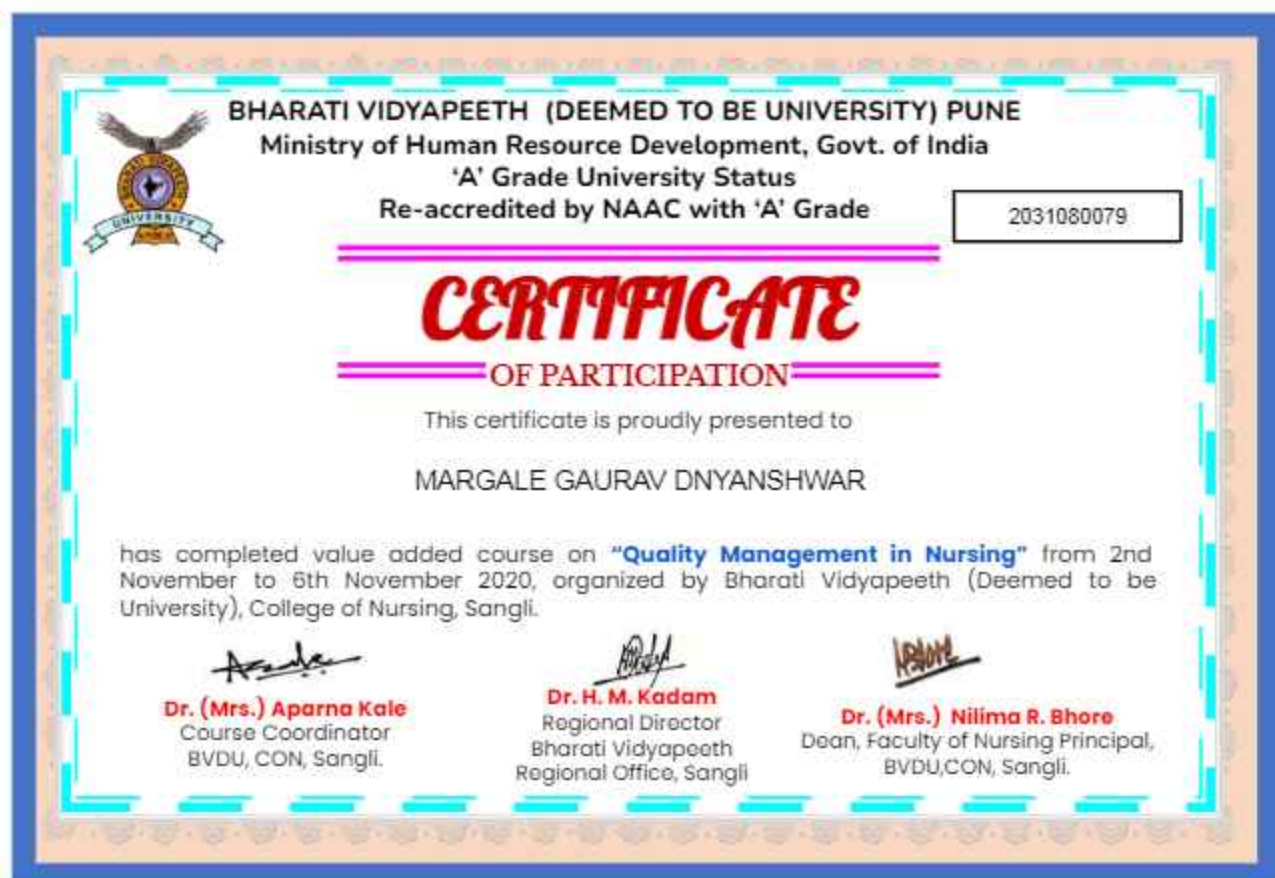 BHARATI VIDYAPEETH (DEEMED TO BE UNIVERSITY) PUNE
Ministry of Human Resource Development, Govt. of India
‘A’ Grade University Status
Re-accredited by NAAC with ‘A’ Grade
2031080079
BHARATI VIDYAPEETH
UNIVERSITY
CERTIFICATE
OF PARTICIPATION
This certificate is proudly presented to
MARGALE GAURAV DNYANSHWAR
has completed value added course on “Quality Management in Nursing” from 2nd
November to 6th November 2020, organized by Bharati Vidyapeeth (Deemed to be
University), College of Nursing, Sangli.
Dr. (Mrs.) Aparna Kale
Course Coordinator
BVDU, CON, Sangli.
Dr. H. M. Kadam
Regional Director
Bharati Vidyapeeth
Regional Office, Sangli
Dr. (Mrs.) Nilima R. Bhore
Dean, Faculty of Nursing Principal,
BVDU,CON, Sangli.